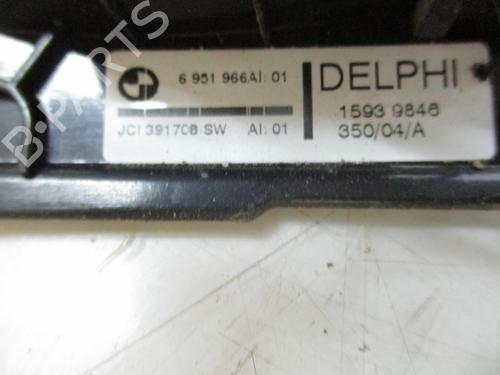 6 951 966AI: 01
JCI 391708-SW AI: 01
DELPHI
1593 9846
350/04/A
B-PARTS